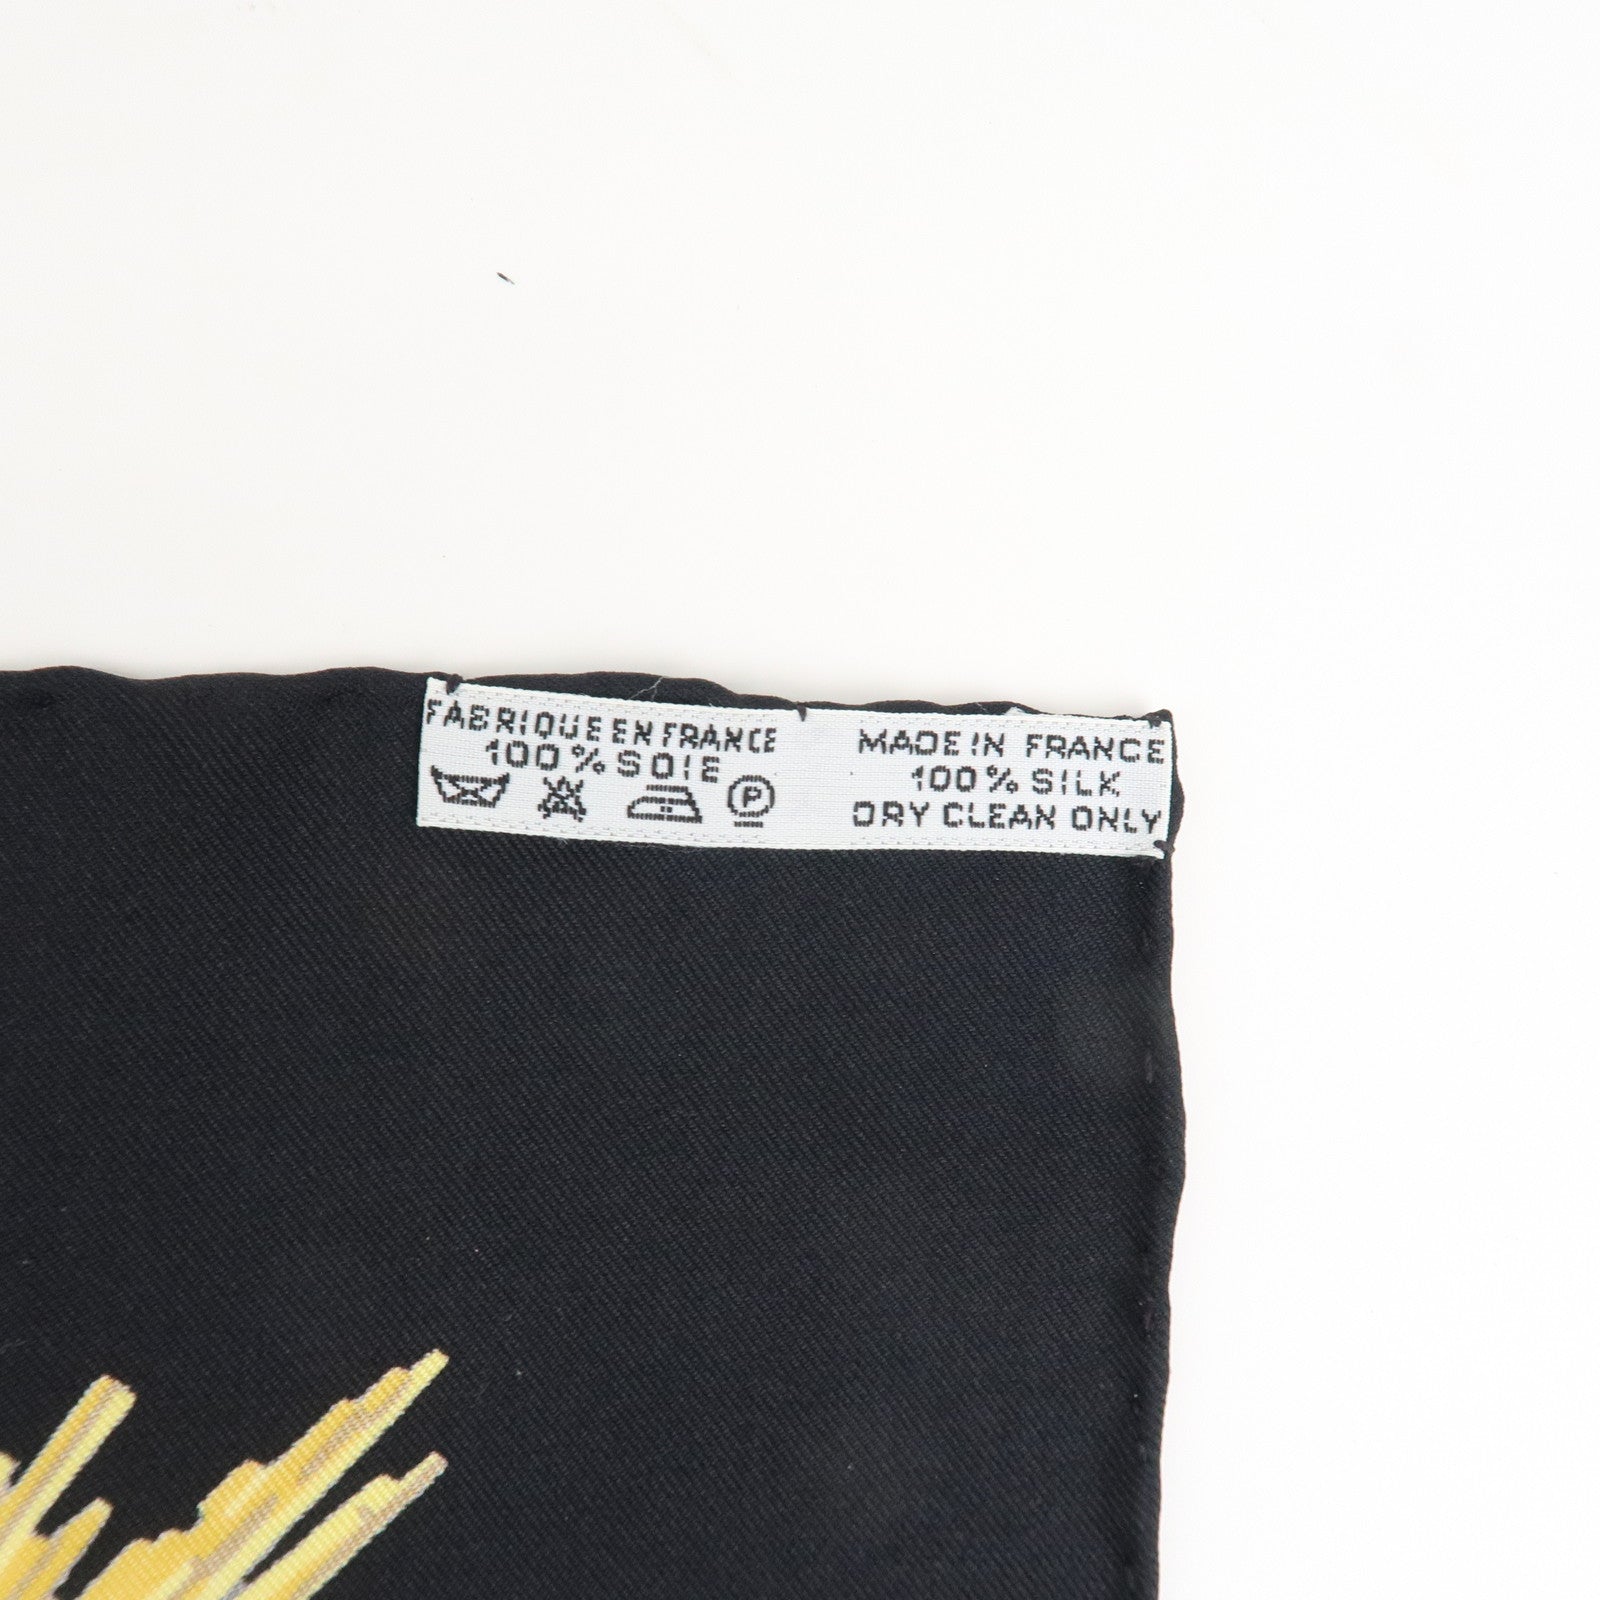 FABRIQUE EN FRANCE
100% SOIE
P
MADE IN FRANCE
100% SILK
DRY CLEAN ONLY